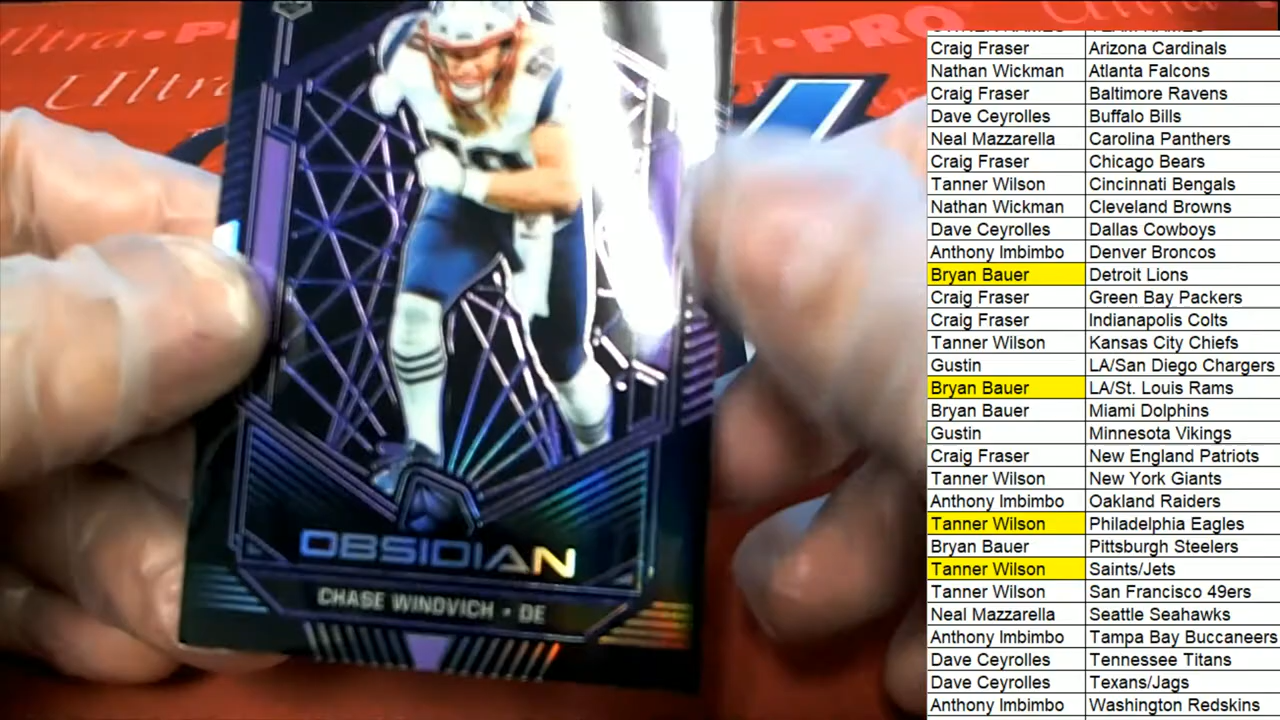 Ultra•PRO
Ultra•PRO
Ultra
OBSIDIAN
CHASE WINOVICH • DE
Craig Fraser Arizona Cardinals
Nathan Wickman Atlanta Falcons
Craig Fraser Baltimore Ravens
Dave Ceyrolles Buffalo Bills
Neal Mazzarella Carolina Panthers
Craig Fraser Chicago Bears
Tanner Wilson Cincinnati Bengals
Nathan Wickman Cleveland Browns
Dave Ceyrolles Dallas Cowboys
Anthony Imbimbo Denver Broncos
Bryan Bauer Detroit Lions
Craig Fraser Green Bay Packers
Craig Fraser Indianapolis Colts
Tanner Wilson Kansas City Chiefs
Gustin LA/San Diego Chargers
Bryan Bauer LA/St. Louis Rams
Bryan Bauer Miami Dolphins
Gustin Minnesota Vikings
Craig Fraser New England Patriots
Tanner Wilson New York Giants
Anthony Imbimbo Oakland Raiders
Tanner Wilson Philadelphia Eagles
Bryan Bauer Pittsburgh Steelers
Tanner Wilson Saints/Jets
Tanner Wilson San Francisco 49ers
Neal Mazzarella Seattle Seahawks
Anthony Imbimbo Tampa Bay Buccaneers
Dave Ceyrolles Tennessee Titans
Dave Ceyrolles Texans/Jags
Anthony Imbimbo Washington Redskins